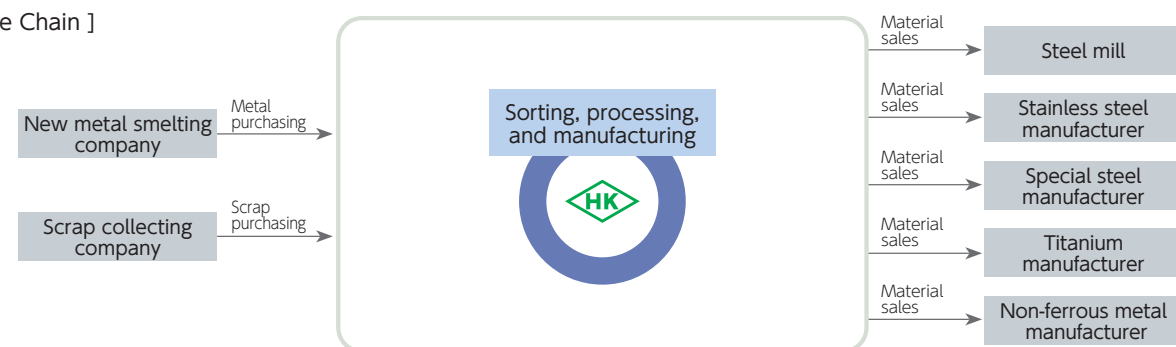 e Chain ]
New metal smelting
company
Metal
purchasing
Scrap collecting
company
Scrap
purchasing
Sorting, processing,
and manufacturing
HK
Material
sales
Steel mill
Material
sales
Stainless steel
manufacturer
Material
sales
Special steel
manufacturer
Material
sales
Titanium
manufacturer
Material
sales
Non-ferrous metal
manufacturer